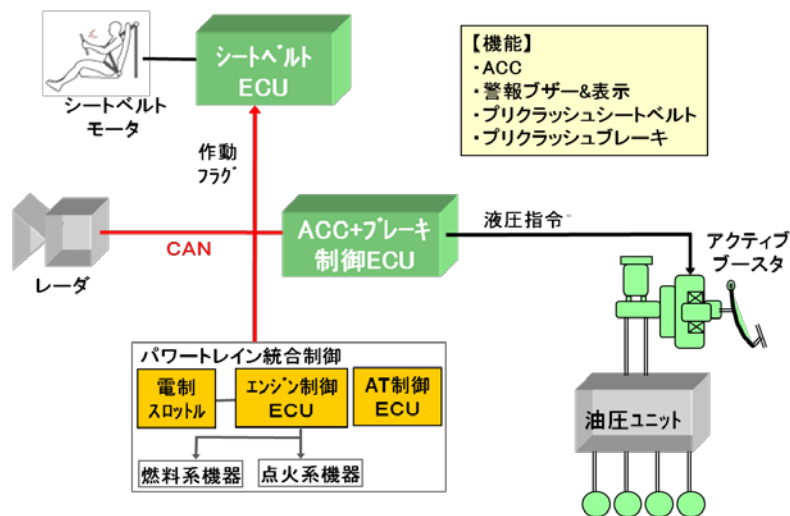 シートベルト
ECU
シートベルト
モータ
【機能】
・ACC
・警報ブザー&表示
・プリクラッシュシートベルト
・プリクラッシュブレーキ
作動
フラグ
CAN
レーダ
ACC+ブレーキ
制御ECU
液圧指令
アクティブ
ブースタ
パワートレイン統合制御
電制
スロットル
エンジン制御
ECU
AT制御
ECU
燃料系機器
点火系機器
油圧ユニット